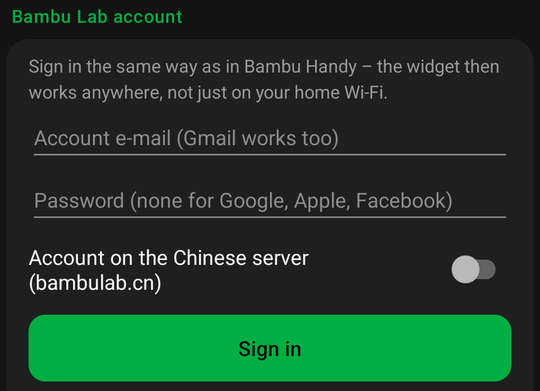 Bambu Lab account
Sign in the same way as in Bambu Handy – the widget then
works anywhere, not just on your home Wi-Fi.
Account e-mail (Gmail works too)
Password (none for Google, Apple, Facebook)
Account on the Chinese server
(bambulab.cn)
Sign in